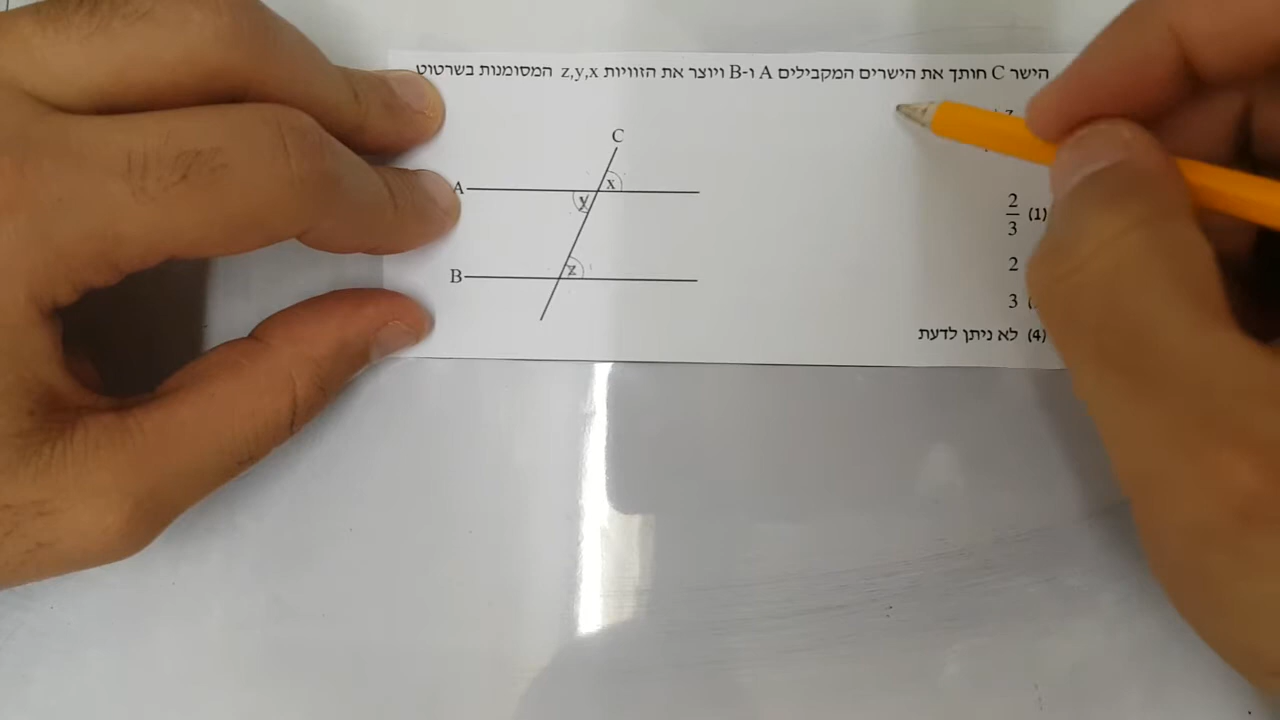 הישר C חותך את הישרים המקבילים A ו-B ויוצר את הזוויות z,y,x המסומנות בשרטוט
C
A
x
y
B
z
(1) 2/3
2
3
(4) לא ניתן לדעת